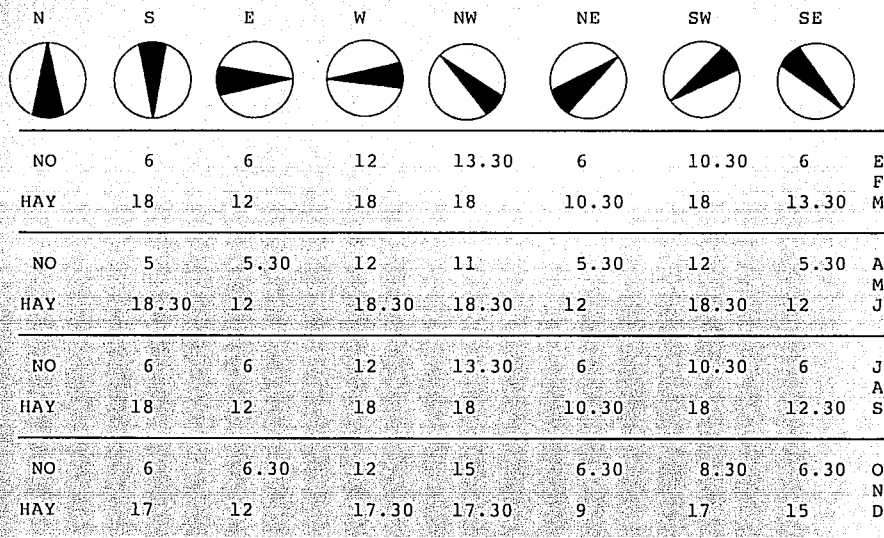 N S E W NW NE SW SE
NO 6 6 12 13.30 6 10.30 6 E
F
HAY 18 12 18 18 10.30 18 13.30 M
NO 5 5.30 12 11 5.30 12 5.30 A
M
HAY 18.30 12 18.30 18.30 12 18.30 12 J
NO 6 6 12 13.30 6 10.30 6 J
A
HAY 18 12 18 18 10.30 18 12.30 S
NO 6 6.30 12 15 6.30 8.30 6.30 O
N
HAY 17 12 17.30 17.30 9 17 15 D